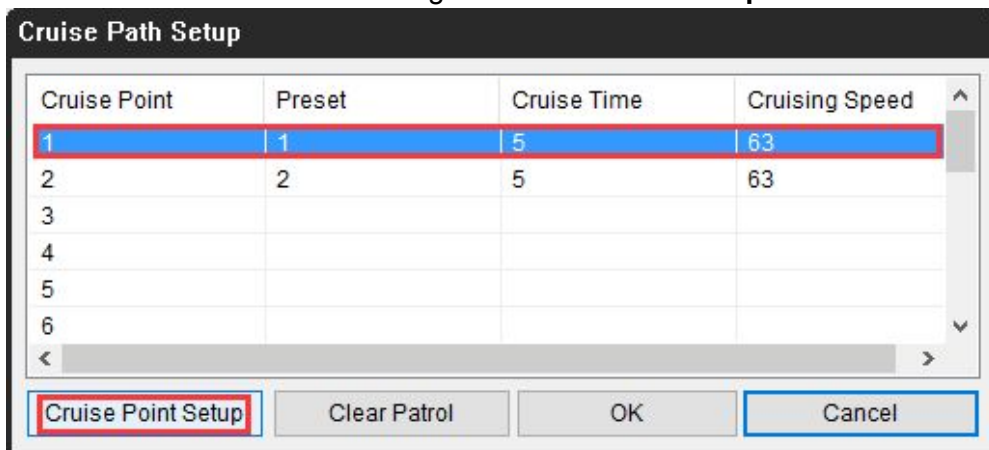 Cruise Path Setup
Cruise Point Preset Cruise Time Cruising Speed
1 1 5 63
2 2 5 63
3
4
5
6
Cruise Point Setup Clear Patrol OK Cancel